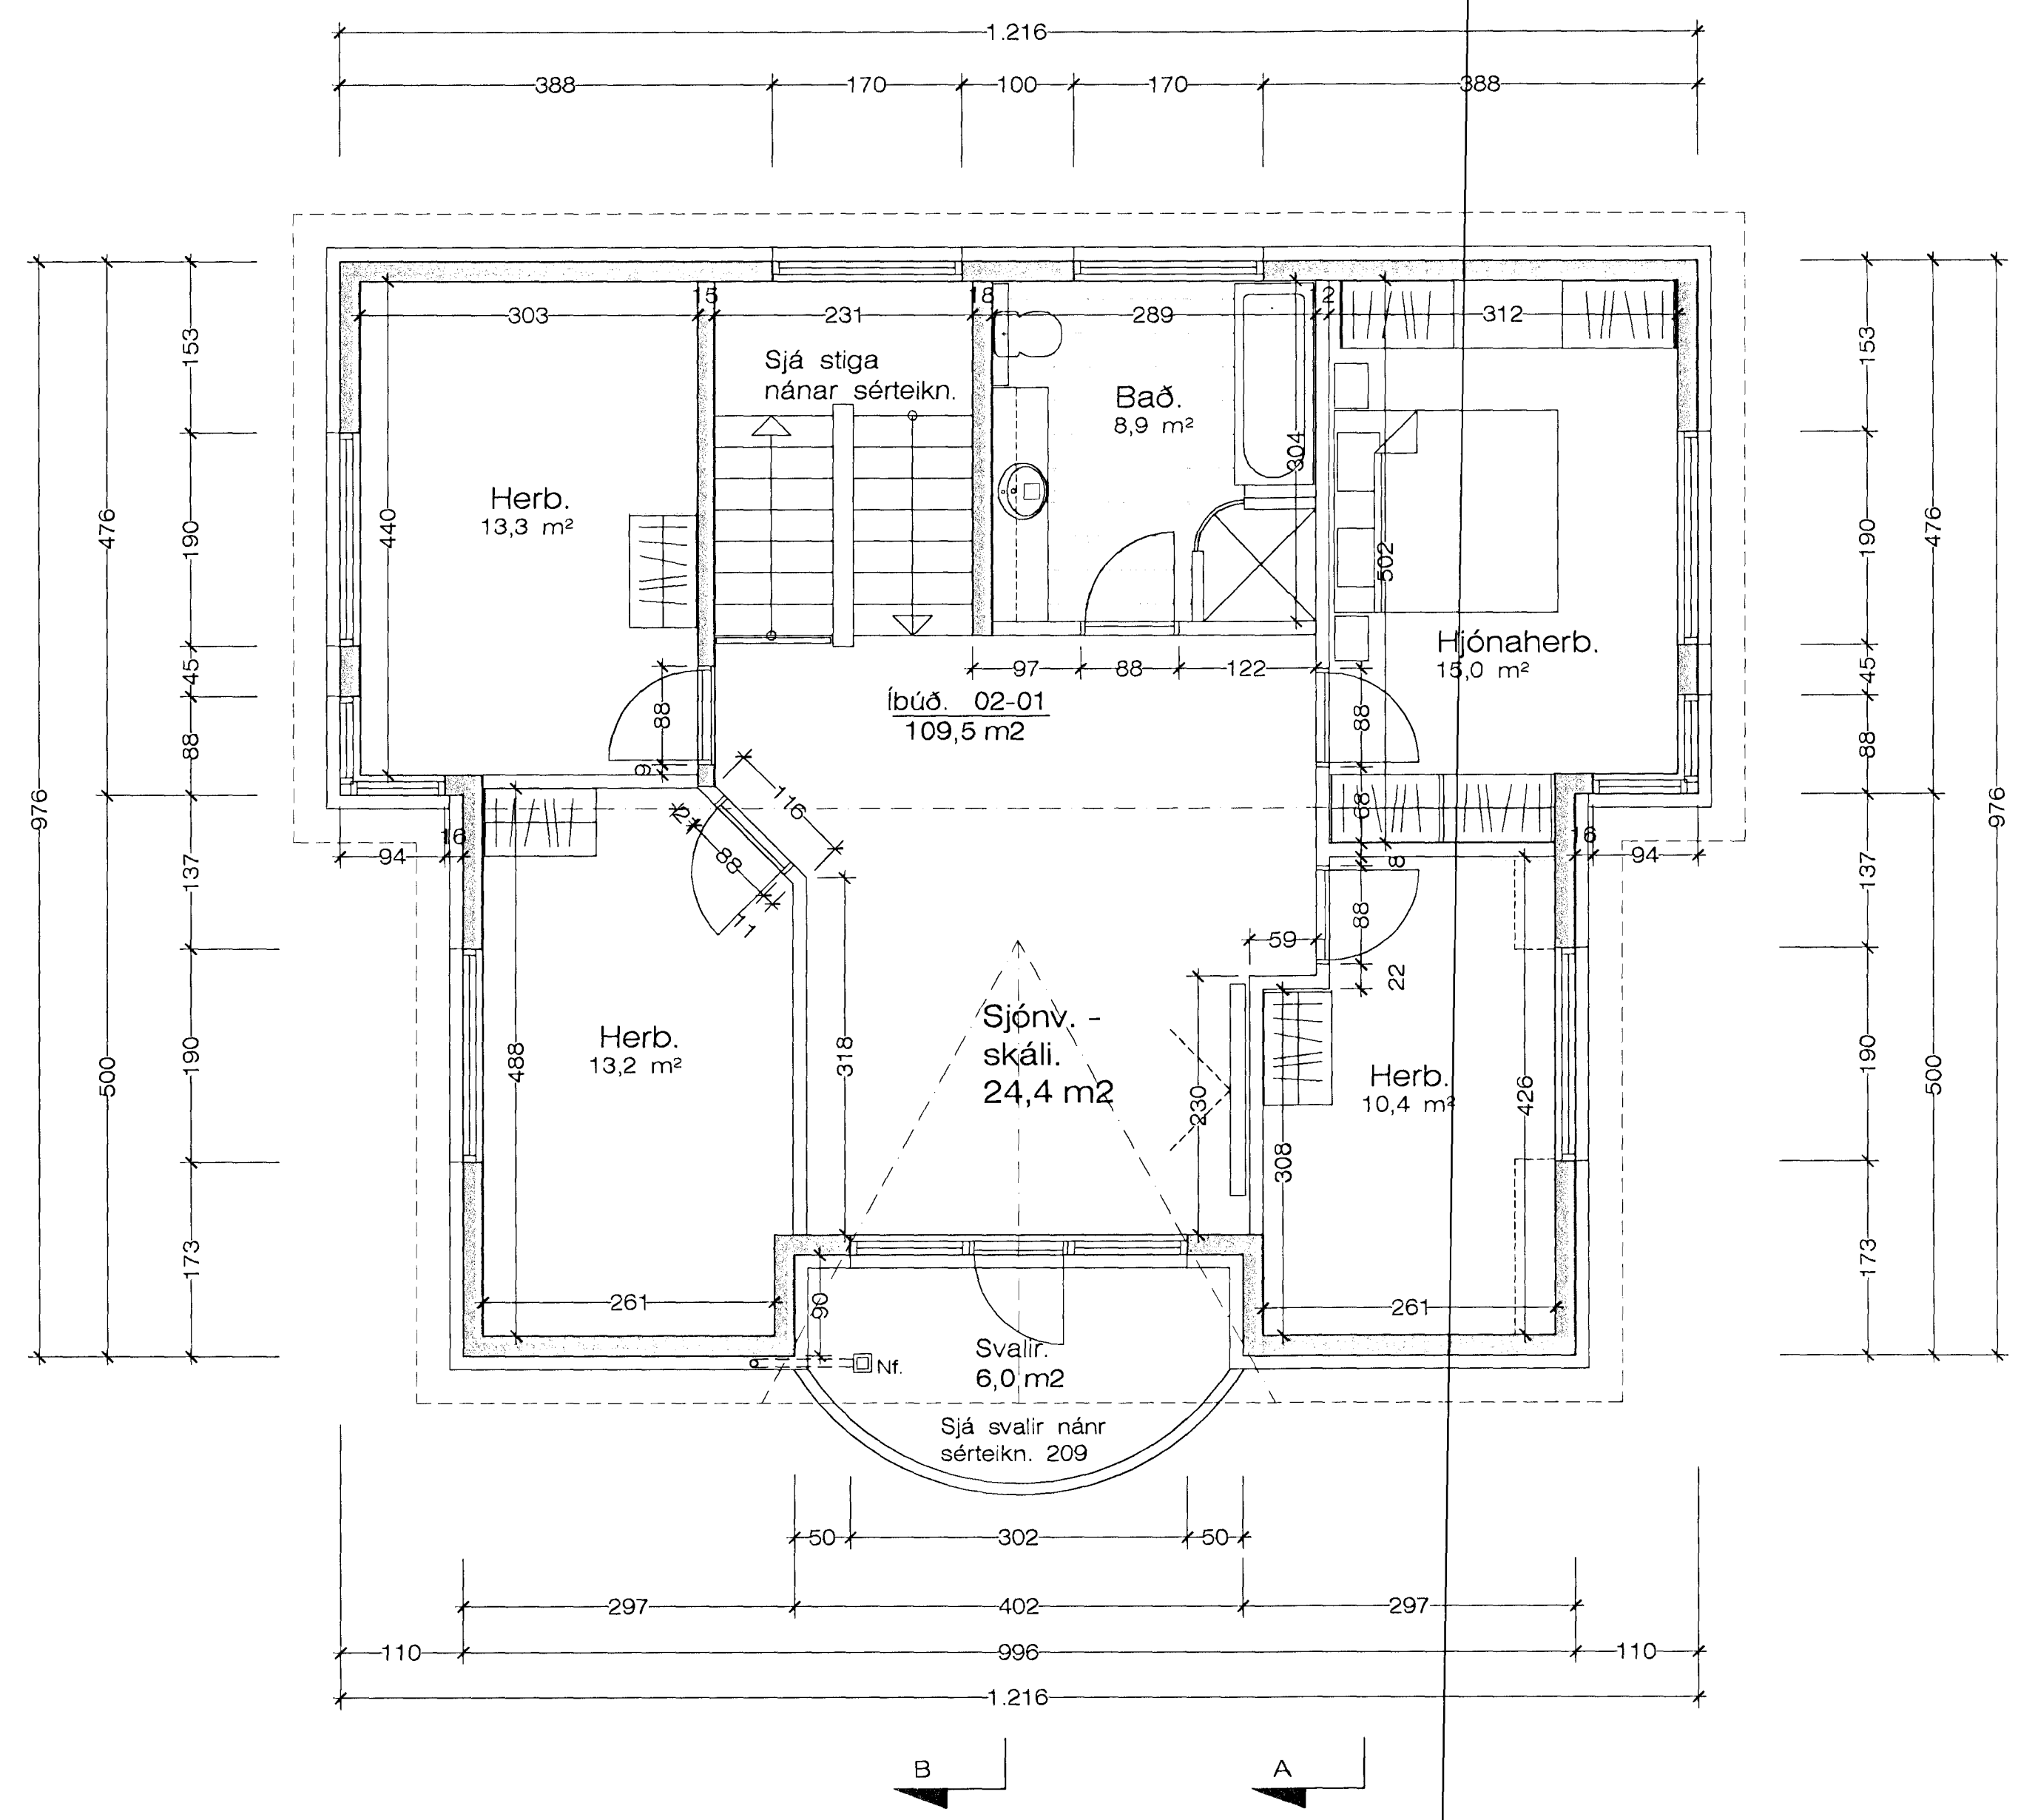 1.216
388 170 100 170 388
303 15 231 18 289 12 312
Sjá stiga
nánar sérteikn.
Bað.
8,9 m²
304
Herb.
13,3 m²
440
502
Hjónaherb.
15,0 m²
97 88 122
Íbúð. 02-01
109,5 m2
88
9
88
68
8
88
22
116
12
88
11
976
476
500
153
190
45
88
137
190
173
153
190
45
88
137
190
173
476
500
976
94 16
16 94
59
Herb.
13,2 m²
488
318
Sjónv. -
skáli.
24,4 m2
230
308
Herb.
10,4 m²
426
261
261
90
Nf.
Svalir.
6,0 m2
Sjá svalir nánr
sérteikn. 209
50 302 50
297 402 297
110 996 110
1.216
B
A